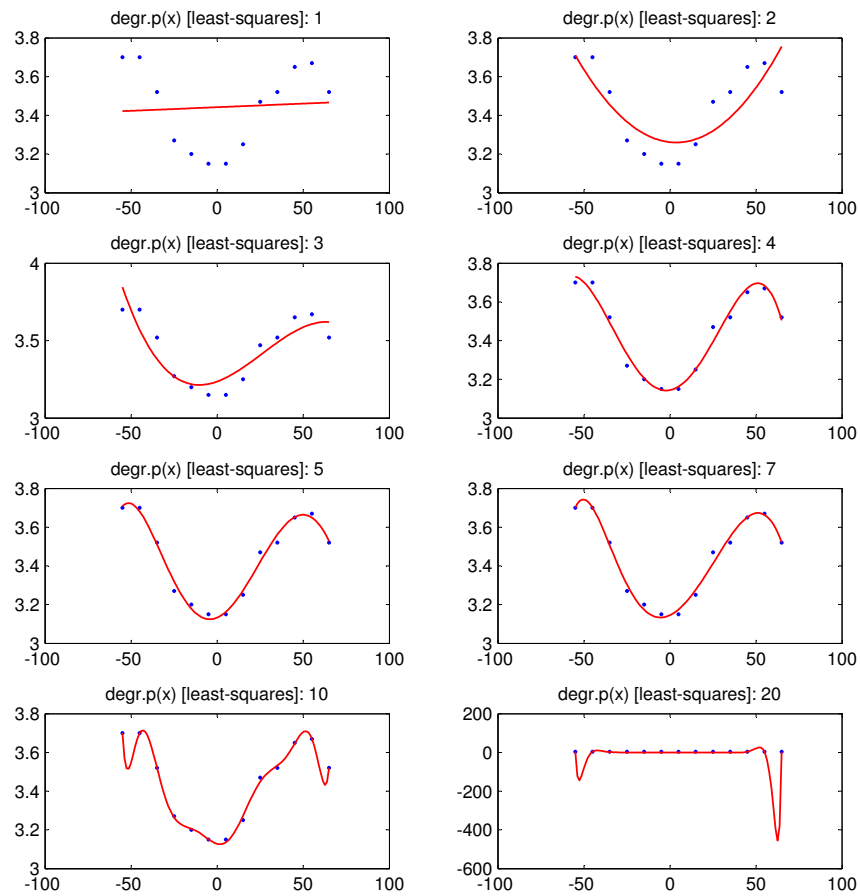 degr.p(x) [least-squares]: 1
3.8
3.6
3.4
3.2
3
-100 -50 0 50 100
degr.p(x) [least-squares]: 2
3.8
3.6
3.4
3.2
3
-100 -50 0 50 100
degr.p(x) [least-squares]: 3
4
3.5
3
-100 -50 0 50 100
degr.p(x) [least-squares]: 4
3.8
3.6
3.4
3.2
3
-100 -50 0 50 100
degr.p(x) [least-squares]: 5
3.8
3.6
3.4
3.2
3
-100 -50 0 50 100
degr.p(x) [least-squares]: 7
3.8
3.6
3.4
3.2
3
-100 -50 0 50 100
degr.p(x) [least-squares]: 10
3.8
3.6
3.4
3.2
3
-100 -50 0 50 100
degr.p(x) [least-squares]: 20
200
0
-200
-400
-600
-100 -50 0 50 100